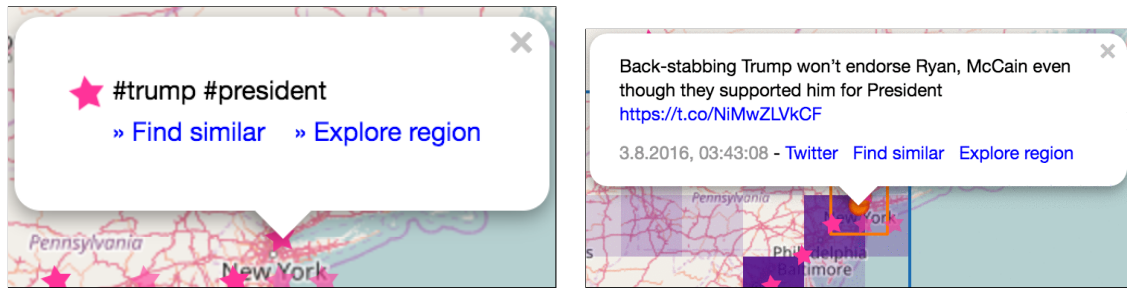 #trump #president
» Find similar » Explore region
Pennsylvania
New York
Back-stabbing Trump won’t endorse Ryan, McCain even
though they supported him for President
https://t.co/NiMwZLVkCF
3.8.2016, 03:43:08 - Twitter Find similar Explore region
Pennsylvania
New York
Philadelphia
Baltimore